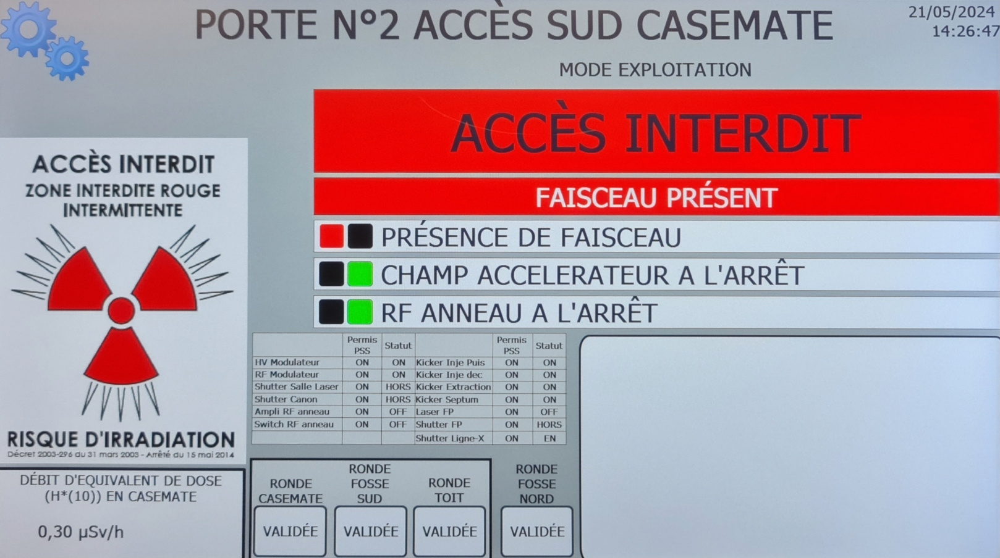 PORTE N°2 ACCÈS SUD CASEMATE
21/05/2024
14:26:47
MODE EXPLOITATION
ACCÈS INTERDIT
FAISCEAU PRÉSENT
PRÉSENCE DE FAISCEAU
CHAMP ACCELERATEUR A L'ARRÊT
RF ANNEAU A L'ARRÊT
ACCÈS INTERDIT
ZONE INTERDITE ROUGE
INTERMITTENTE
RISQUE D'IRRADIATION
Décret 2003-296 du 31 mars 2003 - Arrêté du 15 mai 2014
DÉBIT D'EQUIVALENT DE DOSE
(H*(10)) EN CASEMATE
0,30 µSv/h
Permis PSS Statut Permis PSS Statut
HV Modulateur ON ON Kicker Inje Puis ON ON
RF Modulateur ON ON Kicker Inje dec ON ON
Shutter Salle Laser ON HORS Kicker Extraction ON ON
Shutter Canon ON HORS Kicker Septum ON ON
Ampli RF anneau ON OFF Laser FP ON OFF
Switch RF anneau ON OFF Shutter FP ON HORS
Shutter Ligne-X ON EN
RONDE
CASEMATE
VALIDÉE
RONDE
FOSSE
SUD
VALIDÉE
RONDE
TOIT
VALIDÉE
RONDE
FOSSE
NORD
VALIDÉE